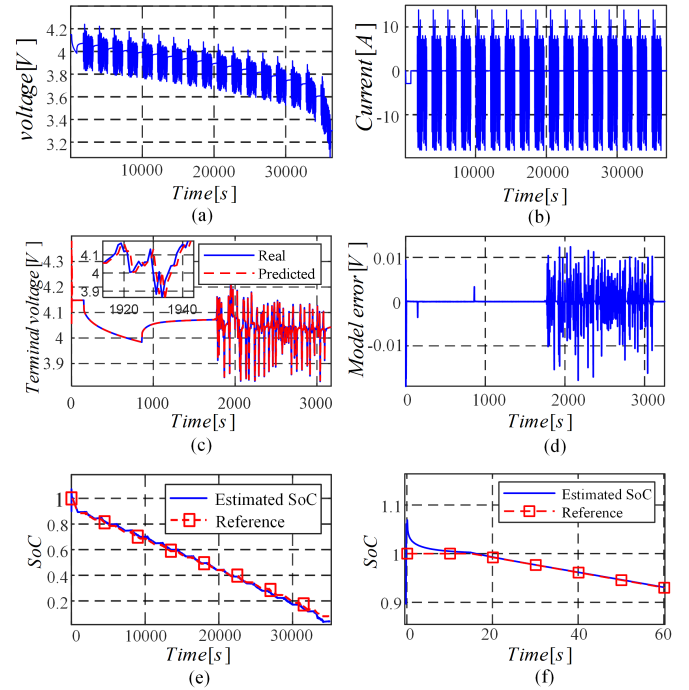 4.2
4
3.8
3.6
3.4
3.2
voltage[V]
10000
20000
30000
Time[s]
(a)
10
0
-10
Current[A]
10000
20000
30000
Time[s]
(b)
4.3
4.2
4.1
4
3.9
Terminal voltage[V]
4.1
4
3.9
1920
1940
Real
Predicted
0
1000
2000
3000
Time[s]
(c)
0.01
0
-0.01
Model error[V]
0
1000
2000
3000
Time[s]
(d)
1
0.8
0.6
0.4
0.2
SoC
Estimated SoC
Reference
0
10000
20000
30000
Time[s]
(e)
1.1
1
0.9
SoC
Estimated SoC
Reference
0
20
40
60
Time[s]
(f)